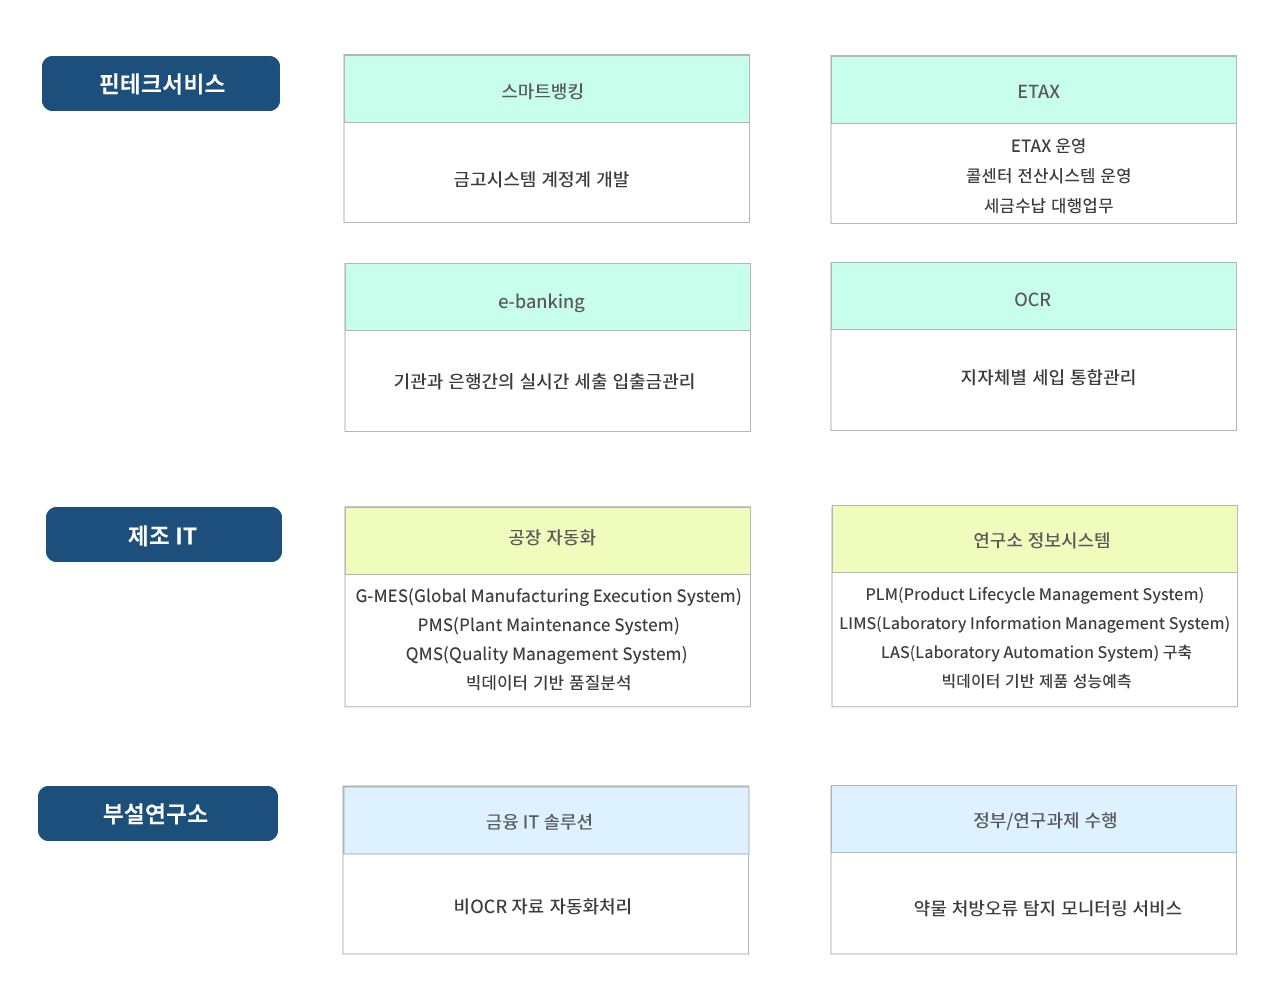 핀테크서비스
스마트뱅킹
금고시스템 계정계 개발
ETAX
ETAX 운영
콜센터 전산시스템 운영
세금수납 대행업무
e-banking
기관과 은행간의 실시간 세출 입출금관리
OCR
지자체별 세입 통합관리
제조 IT
공장 자동화
G-MES(Global Manufacturing Execution System)
PMS(Plant Maintenance System)
QMS(Quality Management System)
빅데이터 기반 품질분석
연구소 정보시스템
PLM(Product Lifecycle Management System)
LIMS(Laboratory Information Management System)
LAS(Laboratory Automation System) 구축
빅데이터 기반 제품 성능예측
부설연구소
금융 IT 솔루션
비OCR 자료 자동화처리
정부/연구과제 수행
약물 처방오류 탐지 모니터링 서비스